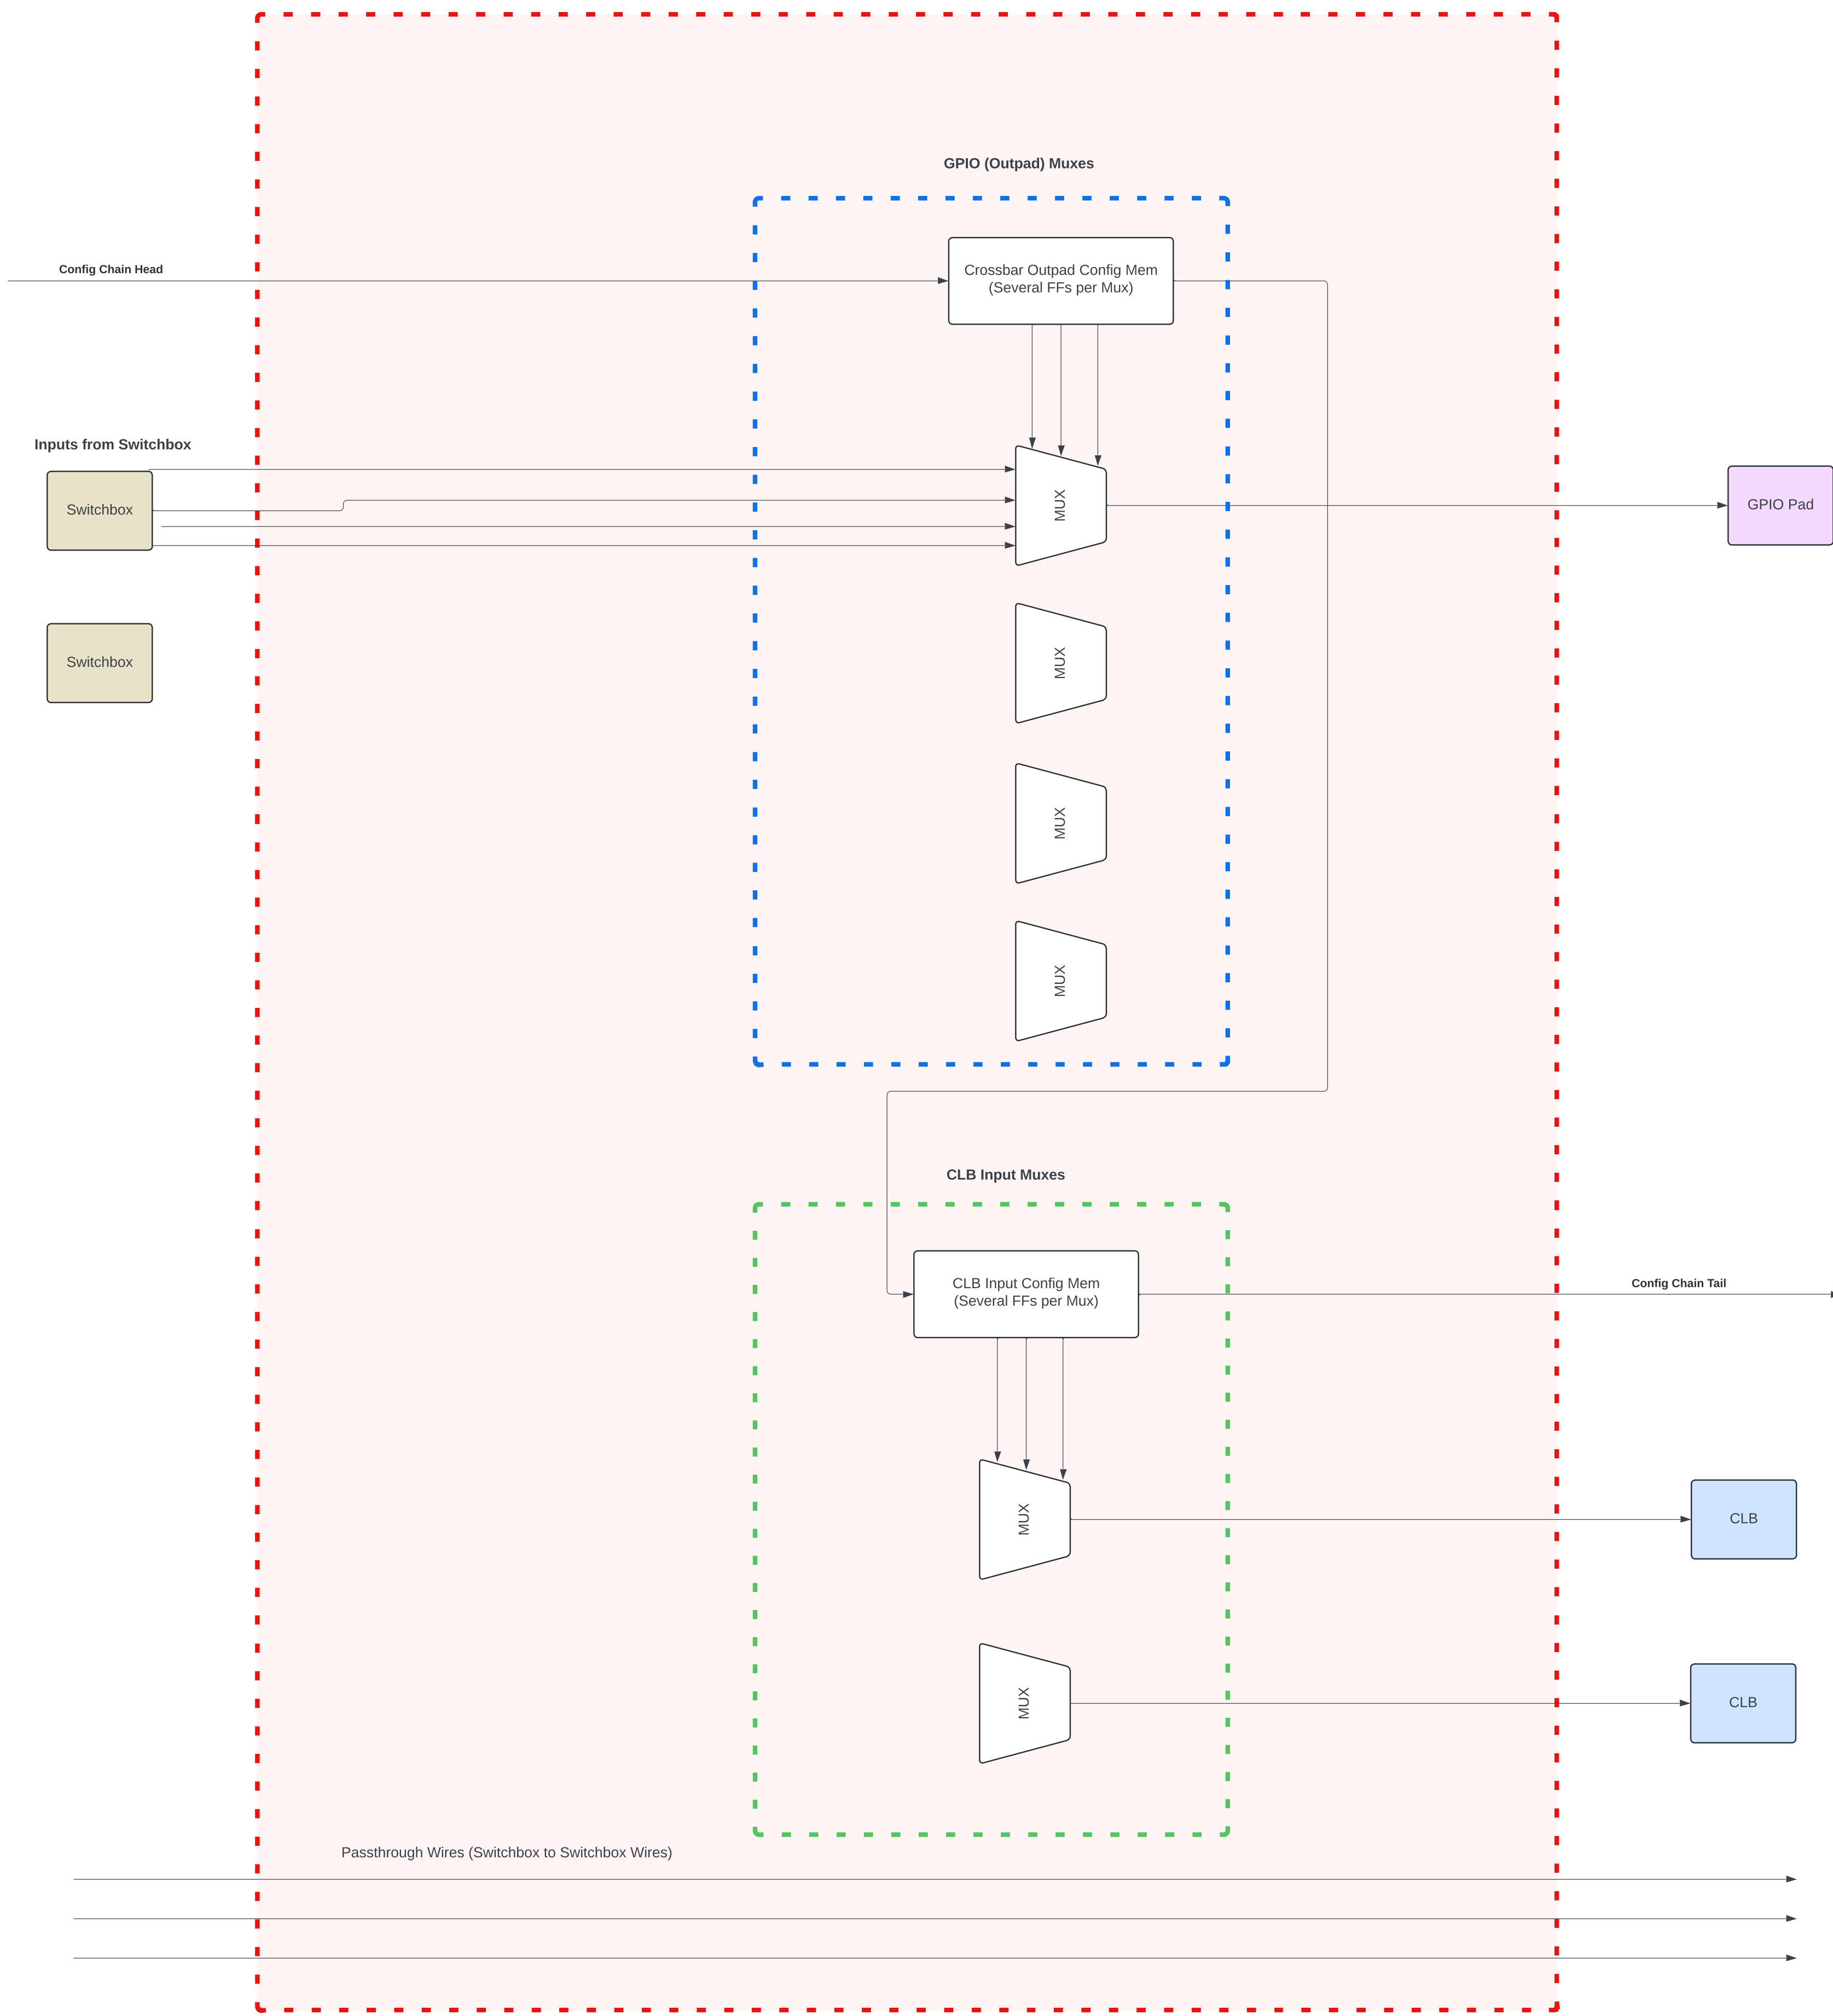 GPIO (Outpad) Muxes
Config Chain Head
Crossbar Outpad Config Mem
(Several FFs per Mux)
Inputs from Switchbox
Switchbox
MUX
GPIO Pad
Switchbox
MUX
MUX
MUX
CLB Input Muxes
CLB Input Config Mem
(Several FFs per Mux)
Config Chain Tail
MUX
CLB
MUX
CLB
Passthrough Wires (Switchbox to Switchbox Wires)